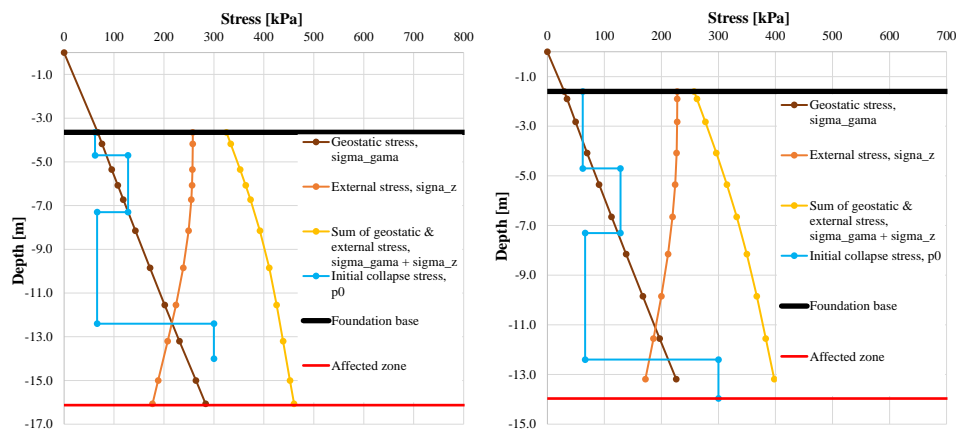 Stress [kPa]
0 100 200 300 400 500 600 700 800
-1.0
-3.0
-5.0
-7.0
-9.0
-11.0
-13.0
-15.0
-17.0
Depth [m]
Geostatic stress,
sigma_gama
External stress, signa_z
Sum of geostatic &
external stress,
sigma_gama + sigma_z
Initial collapse stress,
p0
Foundation base
Affected zone
Stress [kPa]
0 100 200 300 400 500 600 700
1.0
-1.0
-3.0
-5.0
-7.0
-9.0
-11.0
-13.0
-15.0
Depth [m]
Geostatic stress,
sigma_gama
External stress, sigma_z
Sum of geostatic &
external stress,
sigma_gama + sigma_z
Initial collapse stress, p0
Foundation base
Affected zone